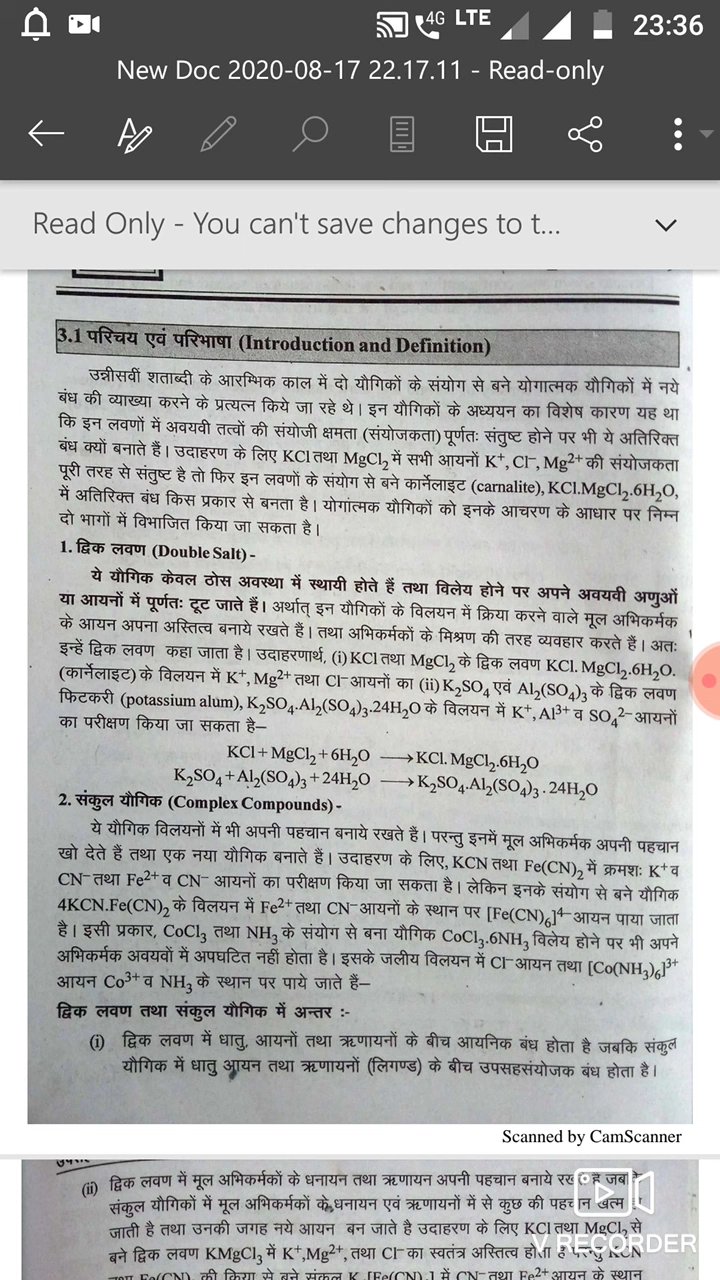 4G LTE 23:36
New Doc 2020-08-17 22.17.11 - Read-only
Read Only - You can't save changes to t...
3.1 परिचय एवं परिभाषा (Introduction and Definition)
उन्नीसवीं शताब्दी के आरम्भिक काल में दो यौगिकों के संयोग से बने योगात्मक यौगिकों में नये
बंध की व्याख्या करने के प्रयत्न किये जा रहे थे। इन यौगिकों के अध्ययन का विशेष कारण यह था
कि इन लवणों में अवयवी तत्वों की संयोजी क्षमता (संयोजकता) पूर्णतः संतुष्ट होने पर भी ये अतिरिक्त
बंध क्यों बनाते हैं। उदाहरण के लिए KCl तथा MgCl₂ में सभी आयनों K⁺, Cl⁻, Mg²⁺ की संयोजकता
पूरी तरह से संतुष्ट है तो फिर इन लवणों के संयोग से बने कार्नेलाइट (carnalite), KCl.MgCl₂.6H₂O,
में अतिरिक्त बंध किस प्रकार से बनता है। योगात्मक यौगिकों को इनके आचरण के आधार पर निम्न
दो भागों में विभाजित किया जा सकता है।
1. द्विक लवण (Double Salt) -
ये यौगिक केवल ठोस अवस्था में स्थायी होते हैं तथा विलेय होने पर अपने अवयवी अणुओं
या आयनों में पूर्णतः टूट जाते हैं। अर्थात् इन यौगिकों के विलयन में क्रिया करने वाले मूल अभिकर्मक
के आयन अपना अस्तित्व बनाये रखते हैं। तथा अभिकर्मकों के मिश्रण की तरह व्यवहार करते हैं। अतः
इन्हें द्विक लवण कहा जाता है। उदाहरणार्थ, (i) KCl तथा MgCl₂ के द्विक लवण KCl. MgCl₂.6H₂O.
(कार्नेलाइट) के विलयन में K⁺, Mg²⁺ तथा Cl⁻ आयनों का (ii) K₂SO₄ एवं Al₂(SO₄)₃ के द्विक लवण
फिटकरी (potassium alum), K₂SO₄.Al₂(SO₄)₃.24H₂O के विलयन में K⁺, Al³⁺ व SO₄²⁻ आयनों
का परीक्षण किया जा सकता है–
KCl + MgCl₂ + 6H₂O ⟶ KCl. MgCl₂.6H₂O
K₂SO₄ + Al₂(SO₄)₃ + 24H₂O ⟶ K₂SO₄.Al₂(SO₄)₃ . 24H₂O
2. संकुल यौगिक (Complex Compounds) -
ये यौगिक विलयनों में भी अपनी पहचान बनाये रखते हैं। परन्तु इनमें मूल अभिकर्मक अपनी पहचान
खो देते हैं तथा एक नया यौगिक बनाते हैं। उदाहरण के लिए, KCN तथा Fe(CN)₂ में क्रमशः K⁺ व
CN⁻ तथा Fe²⁺ व CN⁻ आयनों का परीक्षण किया जा सकता है। लेकिन इनके संयोग से बने यौगिक
4KCN.Fe(CN)₂ के विलयन में Fe²⁺ तथा CN⁻ आयनों के स्थान पर [Fe(CN)₆]⁴⁻ आयन पाया जाता
है। इसी प्रकार, CoCl₃ तथा NH₃ के संयोग से बना यौगिक CoCl₃.6NH₃ विलेय होने पर भी अपने
अभिकर्मक अवयवों में अपघटित नहीं होता है। इसके जलीय विलयन में Cl⁻ आयन तथा [Co(NH₃)₆]³⁺
आयन Co³⁺ व NH₃ के स्थान पर पाये जाते हैं–
द्विक लवण तथा संकुल यौगिक में अन्तर :-
(i) द्विक लवण में धातु, आयनों तथा ऋणायनों के बीच आयनिक बंध होता है जबकि संकुल
यौगिक में धातु आयन तथा ऋणायनों (लिगण्ड) के बीच उपसहसंयोजक बंध होता है।
Scanned by CamScanner
(ii) द्विक लवण में मूल अभिकर्मकों के धनायन तथा ऋणायन अपनी पहचान बनाये रखते है
संकुल यौगिकों में मूल अभिकर्मकों के धनायन एवं ऋणायनों में से कुछ की पहचान खत्म
जाती है तथा उनकी जगह नये आयन बन जाते है उदाहरण के लिए KCl तथा MgCl₂ से
बने द्विक लवण KMgCl₃ में K⁺, Mg²⁺, तथा Cl⁻ का स्वतंत्र अस्तित्व होता है परन्तु KCN
की क्रिया से बने संकुल में CN⁻ तथा Fe²⁺ आयन के स्थान
V RECORDER